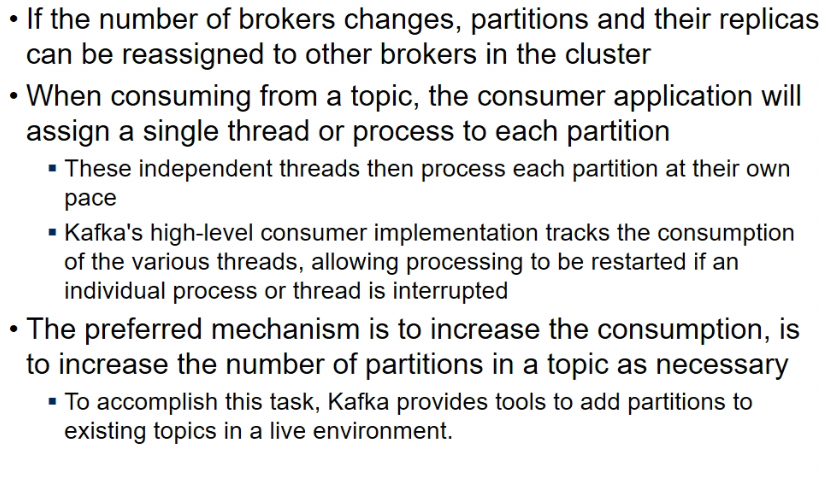 • If the number of brokers changes, partitions and their replicas
can be reassigned to other brokers in the cluster
• When consuming from a topic, the consumer application will
assign a single thread or process to each partition
▪ These independent threads then process each partition at their own
pace
▪ Kafka's high-level consumer implementation tracks the consumption
of the various threads, allowing processing to be restarted if an
individual process or thread is interrupted
• The preferred mechanism is to increase the consumption, is
to increase the number of partitions in a topic as necessary
▪ To accomplish this task, Kafka provides tools to add partitions to
existing topics in a live environment.